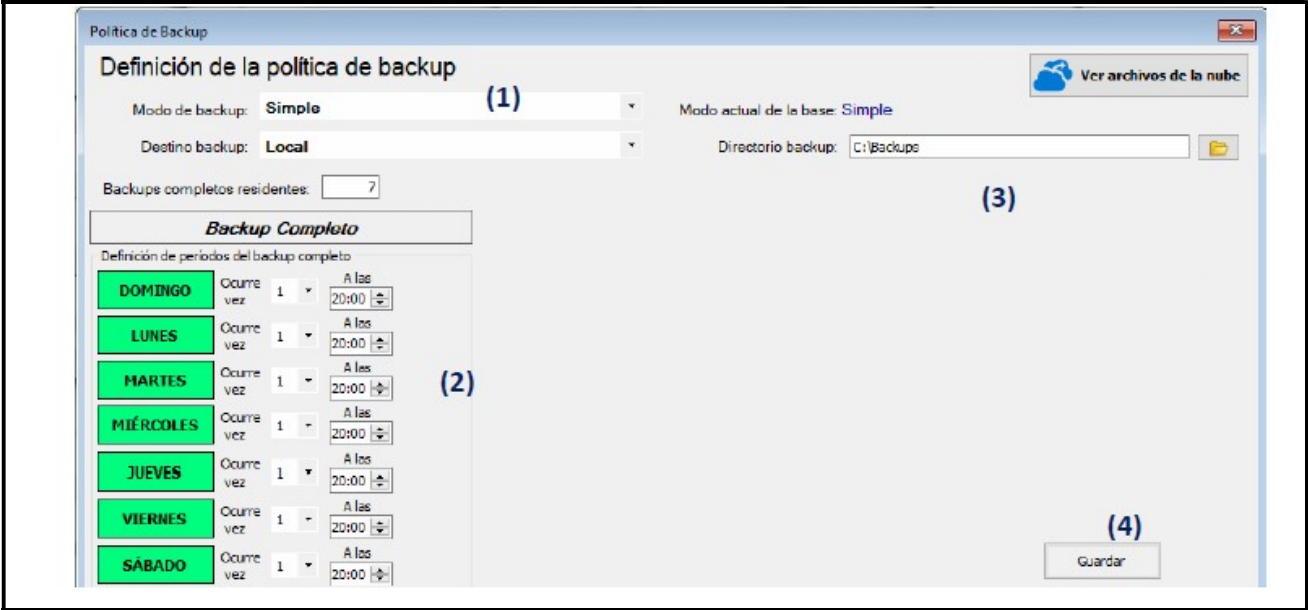 Política de Backup
Definición de la política de backup
Ver archivos de la nube
Modo de backup: Simple (1) Modo actual de la base: Simple
Destino backup: Local Directorio backup: C:\Backups
Backups completos residentes: 7
(3)
Backup Completo
Definición de periodos del backup completo
DOMINGO Ocurre 1 vez A las 20:00
LUNES Ocurre 1 vez A las 20:00
MARTES Ocurre 1 vez A las 20:00
(2)
MIÉRCOLES Ocurre 1 vez A las 20:00
JUEVES Ocurre 1 vez A las 20:00
VIERNES Ocurre 1 vez A las 20:00
(4)
SÁBADO Ocurre 1 vez A las 20:00
Guardar